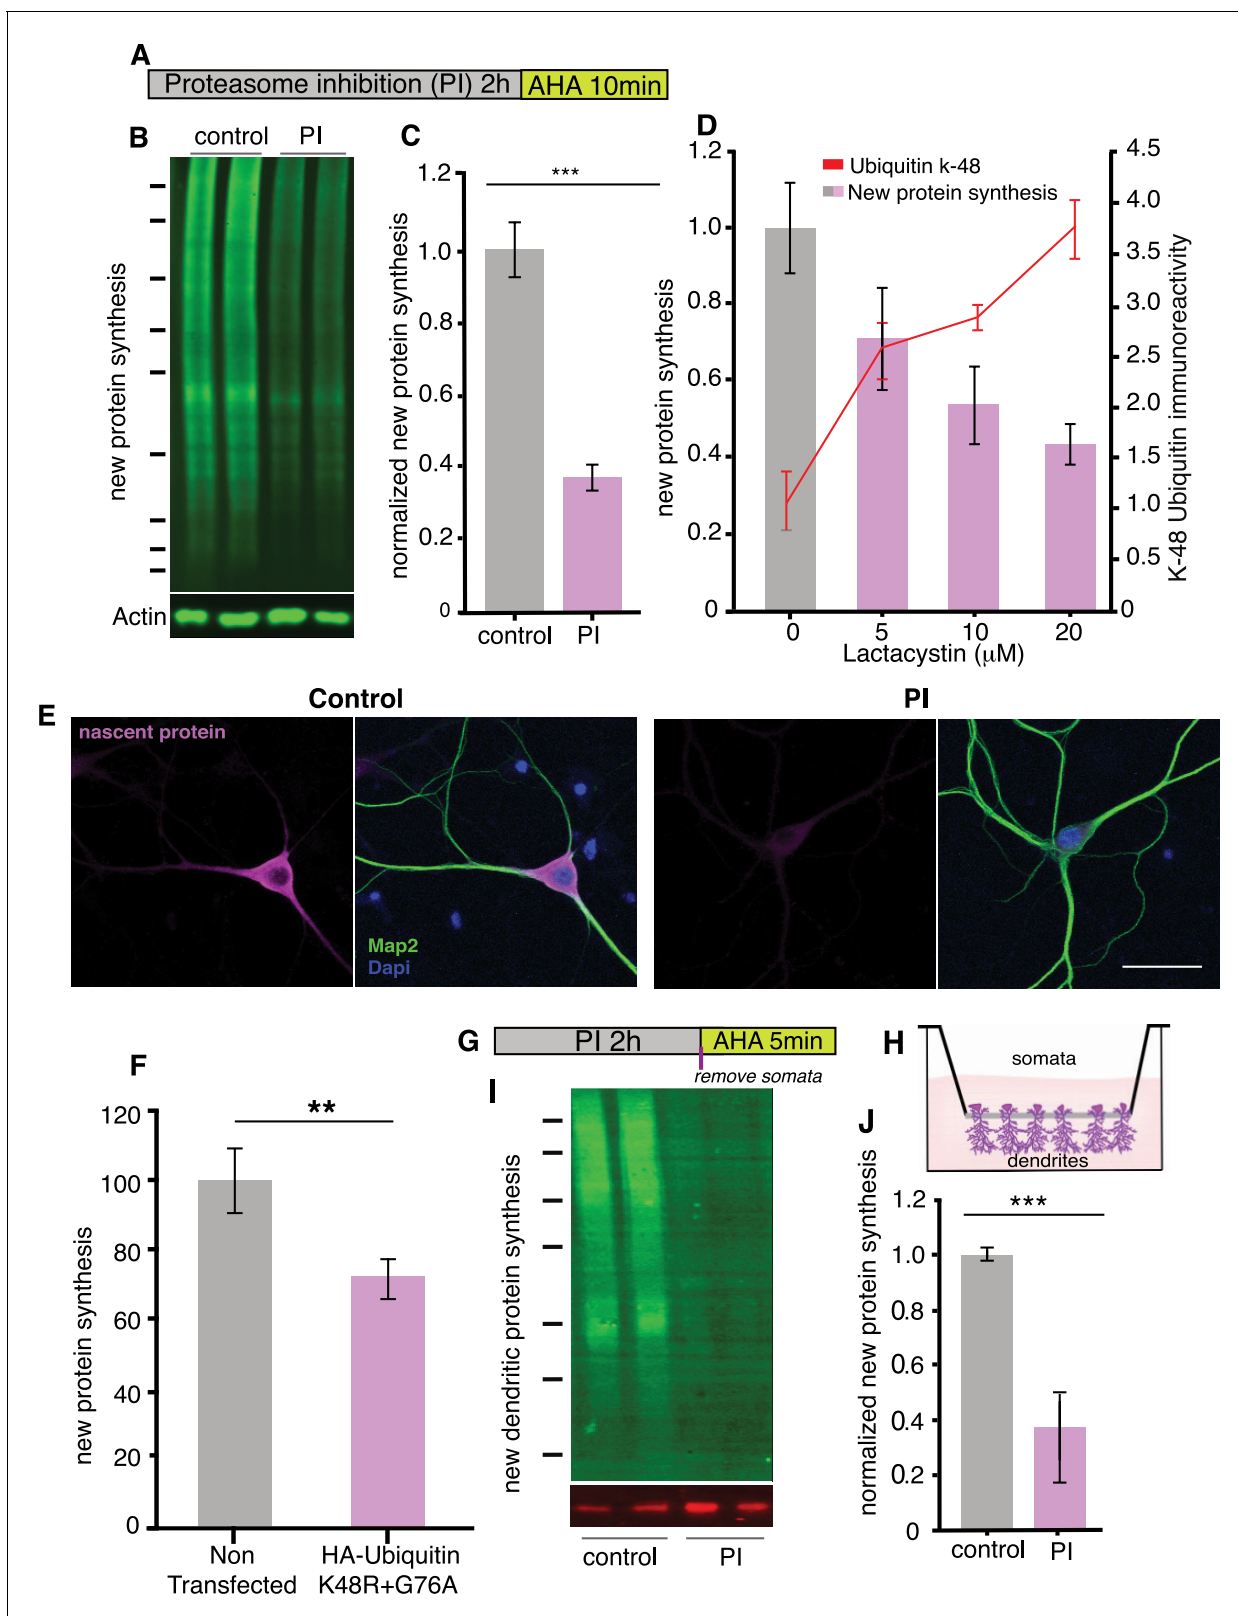 A
Proteasome inhibition (PI) 2h AHA 10min
B
control PI
new protein synthesis
Actin
C
1.2
1.0
0.8
0.6
0.4
0.2
0
normalized new protein synthesis
***
control PI
D
1.2
1.0
0.8
0.6
0.4
0.2
0
new protein synthesis
Ubiquitin k-48
New protein synthesis
4.5
4.0
3.5
3.0
2.5
2.0
1.5
1.0
0.5
0
K-48 Ubiquitin immunoreactivity
0 5 10 20
Lactacystin (μM)
E
Control
PI
nascent protein
Map2
Dapi
F
120
100
80
60
40
20
0
new protein synthesis
**
Non
Transfected
HA-Ubiquitin
K48R+G76A
G
PI 2h AHA 5min
remove somata
H
somata
dendrites
I
new dendritic protein synthesis
control PI
J
1.2
1.0
0.8
0.6
0.4
0.2
0
normalized new protein synthesis
***
control PI